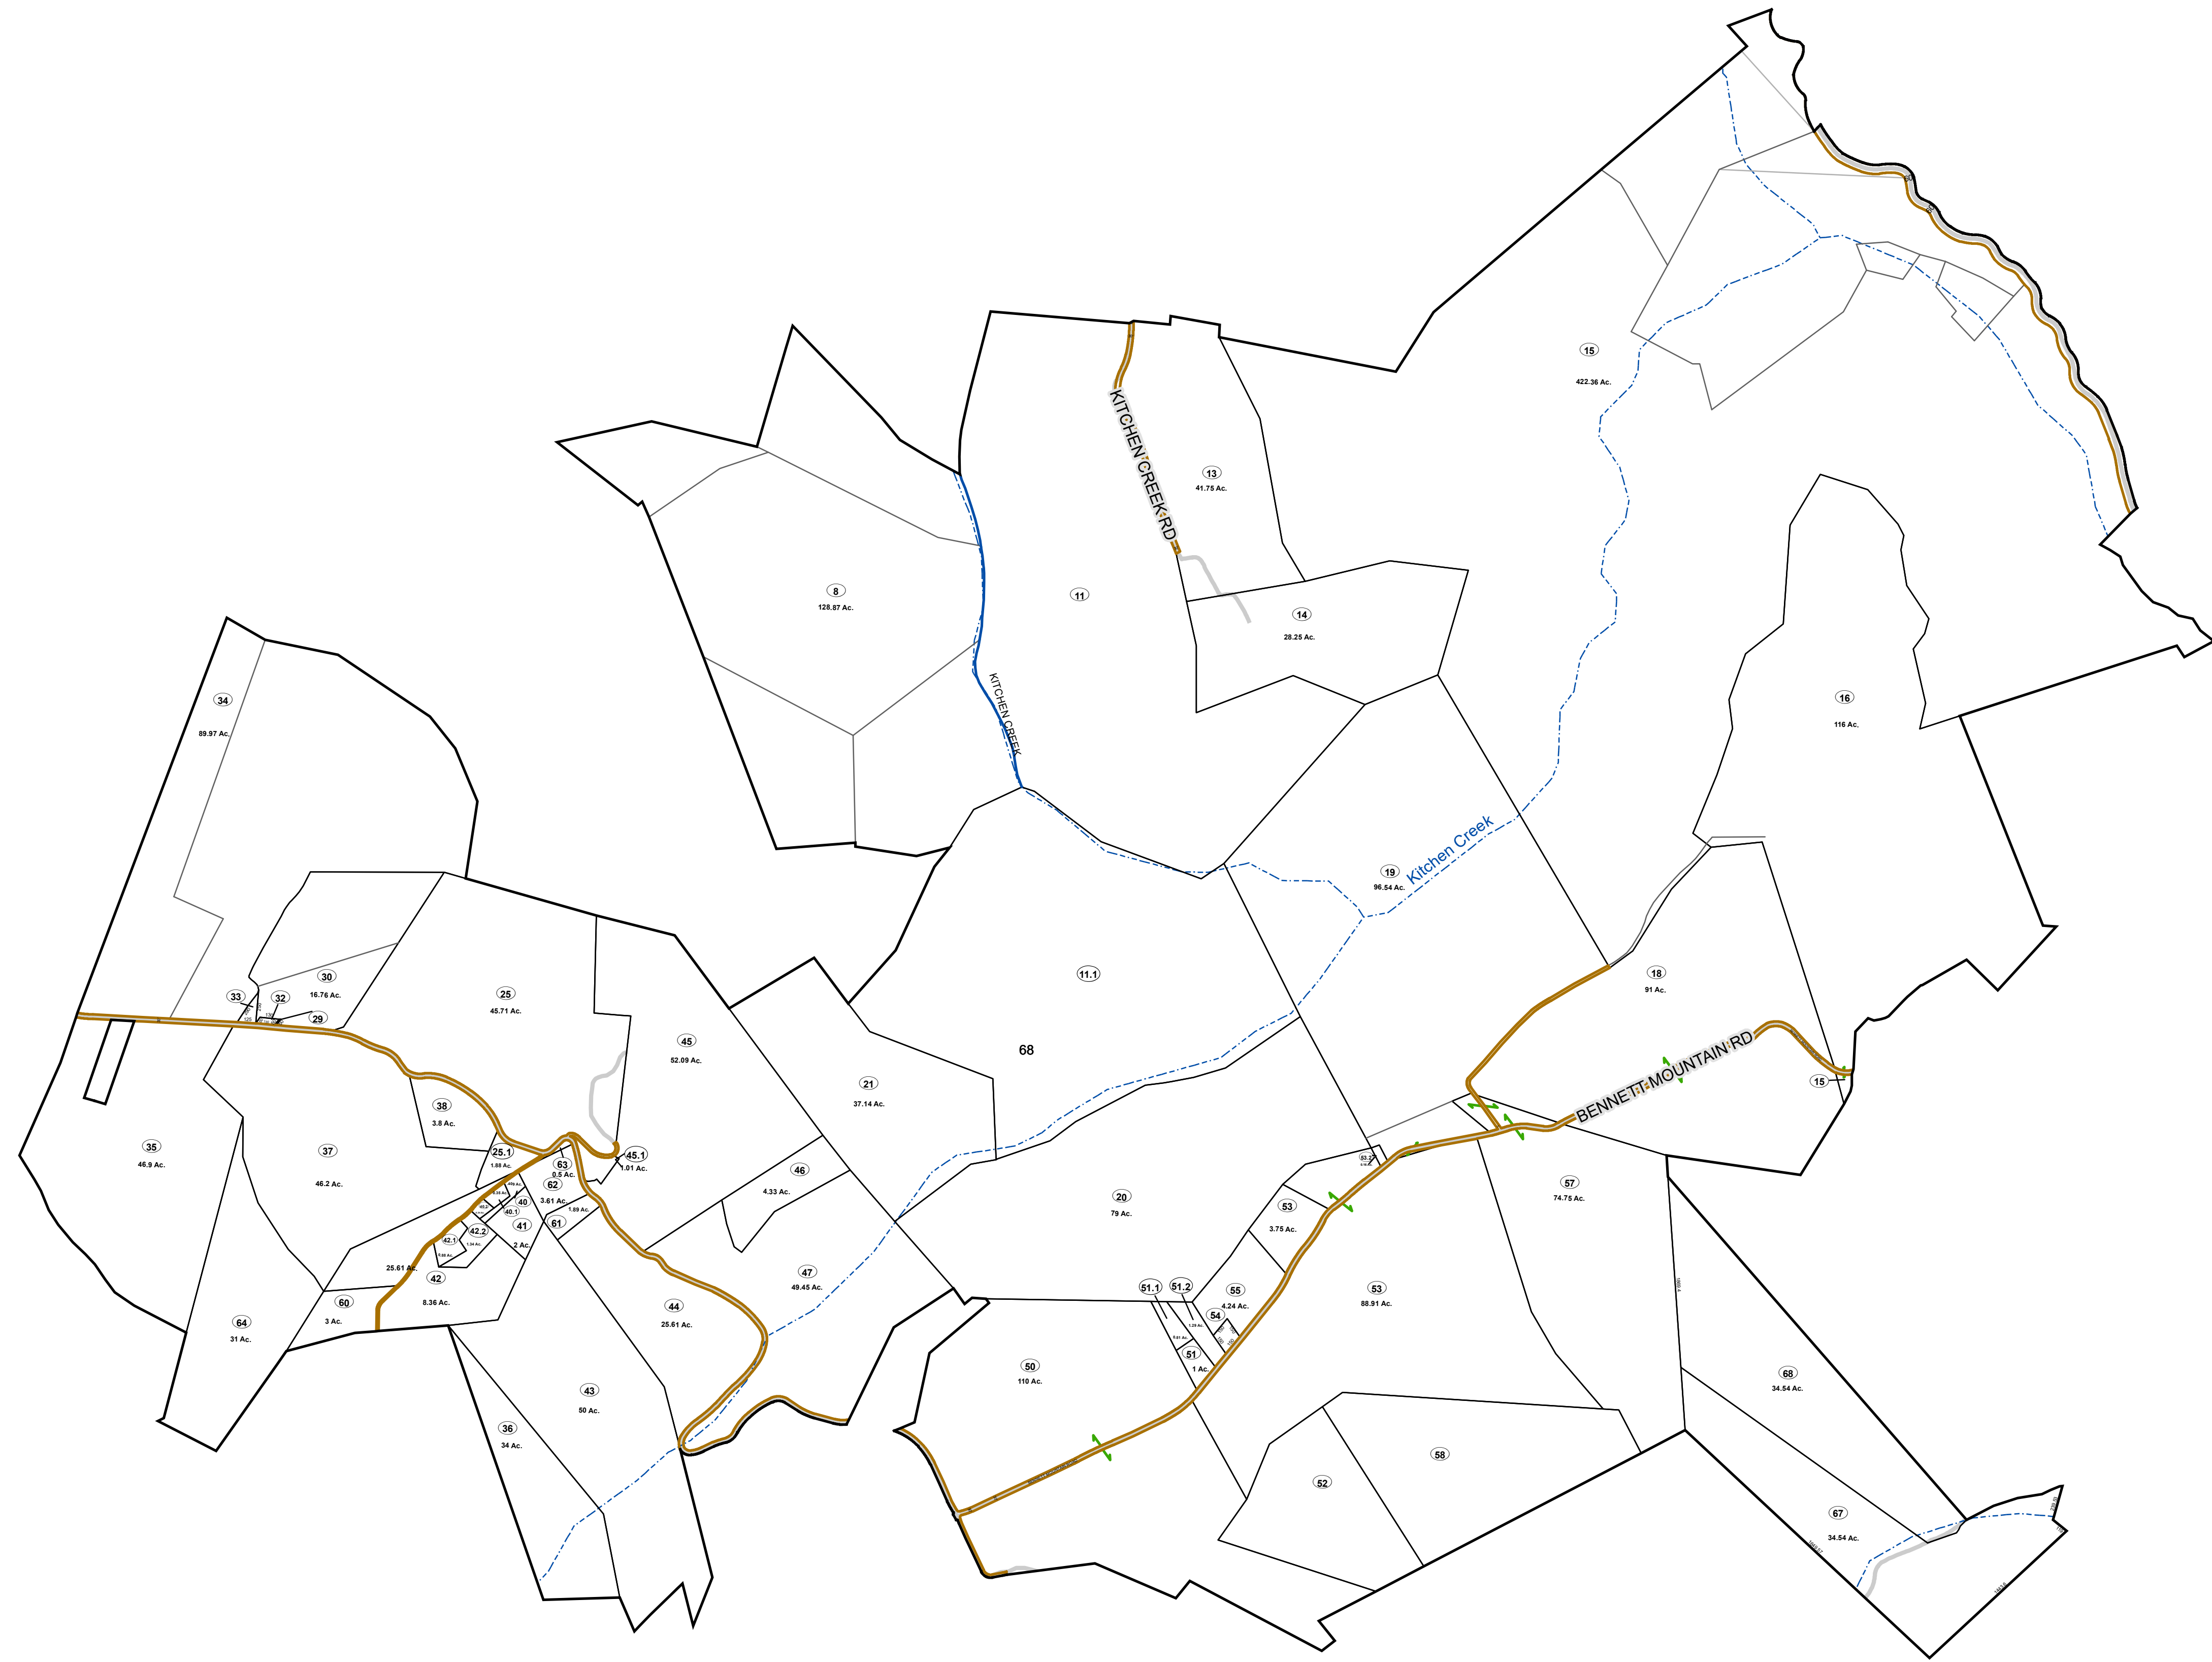 15
422.36 Ac.
KITCHEN CREEK RD
13
41.75 Ac.
8
128.87 Ac.
11
14
28.25 Ac.
KITCHEN CREEK
34
89.97 Ac.
16
116 Ac.
Kitchen Creek
19
96.54 Ac.
11.1
30
16.76 Ac.
33
32
29
125
25
45.71 Ac.
18
91 Ac.
45
52.09 Ac.
68
BENNETT MOUNTAIN RD
15
21
37.14 Ac.
38
3.8 Ac.
35
46.9 Ac.
37
46.2 Ac.
25.1
1.88 Ac.
45.1
1.01 Ac.
63
0.5 Ac.
62
3.61 Ac.
46
4.33 Ac.
53.2
57
74.75 Ac.
40
40.1
1.89 Ac.
61
41
2 Ac.
42.2
1.34 Ac.
42.1
20
79 Ac.
53
3.75 Ac.
25.61 Ac.
42
8.36 Ac.
47
49.45 Ac.
60
3 Ac.
44
25.61 Ac.
64
31 Ac.
51.1
51.2
55
4.24 Ac.
53
88.91 Ac.
54
1.29 Ac.
51
1 Ac.
50
110 Ac.
43
50 Ac.
68
34.54 Ac.
36
34 Ac.
52
58
67
34.54 Ac.